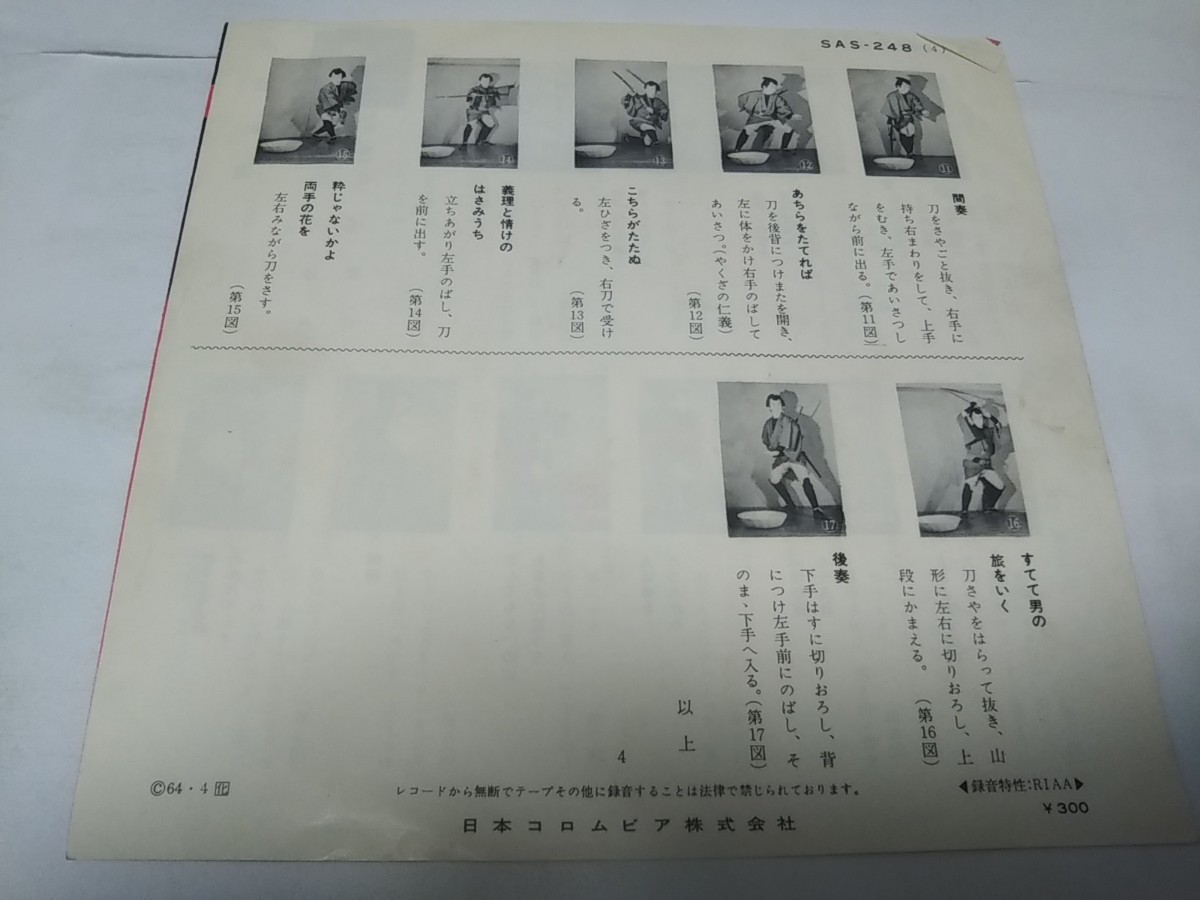 SAS-248 (4)
⑪
間奏
刀をさやごと抜き、右手に
持ち右まわりをして、上手
をむき、左手であいさつし
ながら前に出る。(第11図)
⑫
あちらをたてれば
刀を後背につけまたを開き、
左に体をかけ右手のばして
あいさつ。(やくざの仁義)
(第12図)
⑬
こちらがたたぬ
左ひざをつき、右刀で受け
る。
(第13図)
⑭
義理と情けの
はさみうち
立ちあがり左手のばし、刀
を前に出す。
(第14図)
⑮
粋じゃないかよ
両手の花を
左右みながら刀をさす。
(第15図)
⑯
すてて男の
旅をいく
刀さやをはらって抜き、山
形に左右に切りおろし、上
段にかまえる。
(第16図)
⑰
後奏
下手はすに切りおろし、背
につけ左手前にのばし、そ
のまゝ下手へ入る。(第17図)
以上
4
Ⓒ64・4 化
レコードから無断でテープその他に録音することは法律で禁じられております。
◀録音特性:RIAA▶
¥300
日本コロムビア株式会社